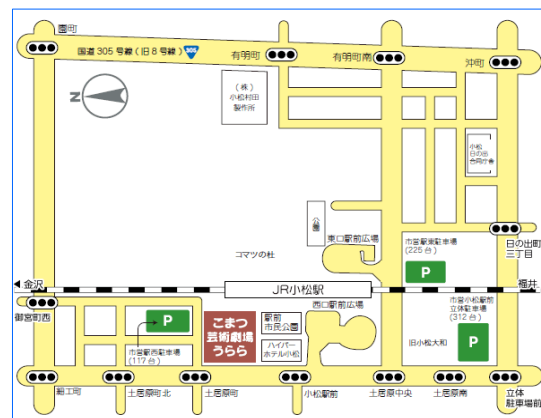 園町
国道305号線(旧8号線)
305
有明町
有明町南
沖町
N
(株)
小松村田
製作所
小松
日の出
合同庁舎
公園
東口駅前広場
市営駅東駐車場
(225台)
P
日の出町
三丁目
コマツの杜
金沢
JR小松駅
福井
御宮町西
P
市営駅西駐車場
(117台)
こまつ
芸術劇場
うらら
駅前
市民公園
ハイパー
ホテル小松
西口駅前広場
市営小松駅前
立体駐車場
(312台)
旧小松大和
P
細工町
土居原町北
土居原町
小松駅前
土居原中央
土居原南
立体
駐車場前